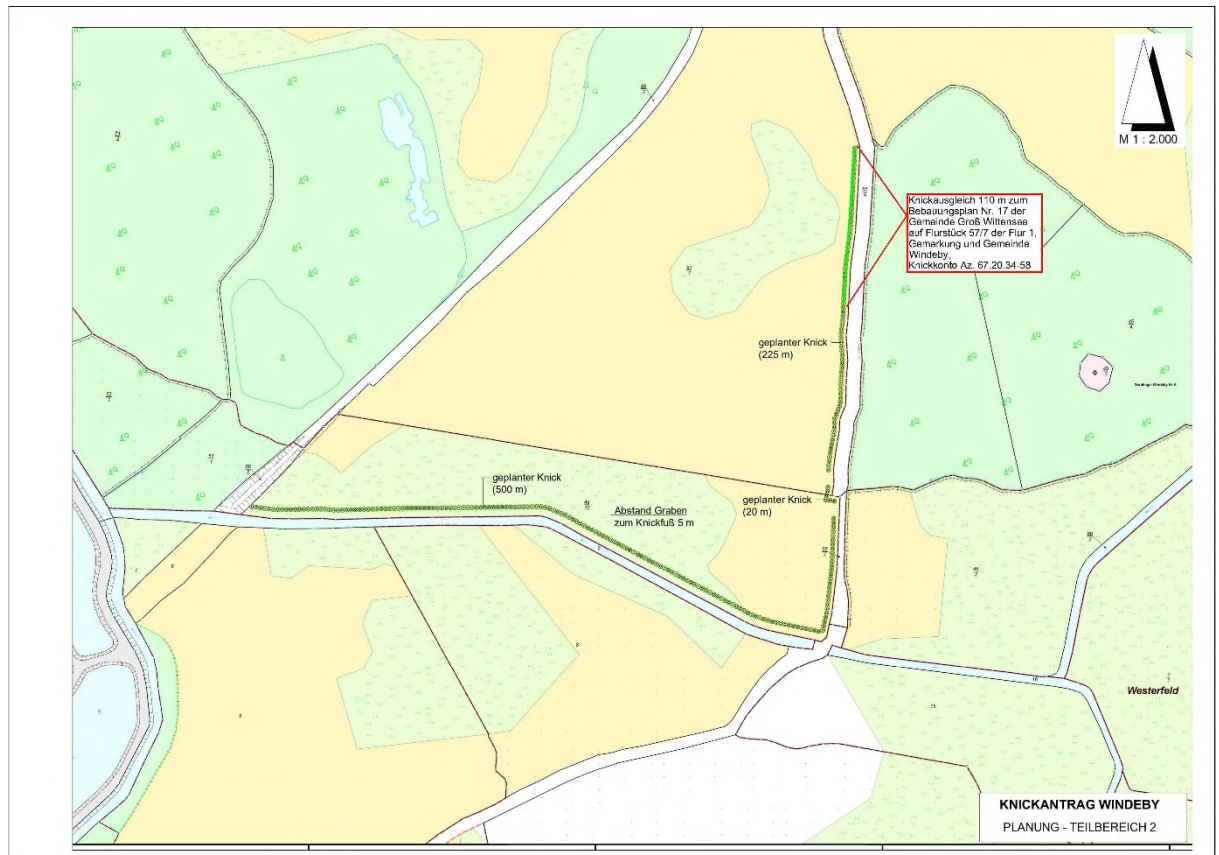 M 1 : 2.000
Knickausgleich 110 m zum
Bebauungsplan Nr. 17 der
Gemeinde Groß Wittensee
auf Flurstück 57/7 der Flur 1,
Gemarkung und Gemeinde
Windeby,
Knickkonto Az. 67.20.34-58
geplanter Knick
(225 m)
geplanter Knick
(500 m)
Abstand Graben
zum Knickfuß 5 m
geplanter Knick
(20 m)
Westerfeld
KNICKANTRAG WINDEBY
PLANUNG - TEILBEREICH 2